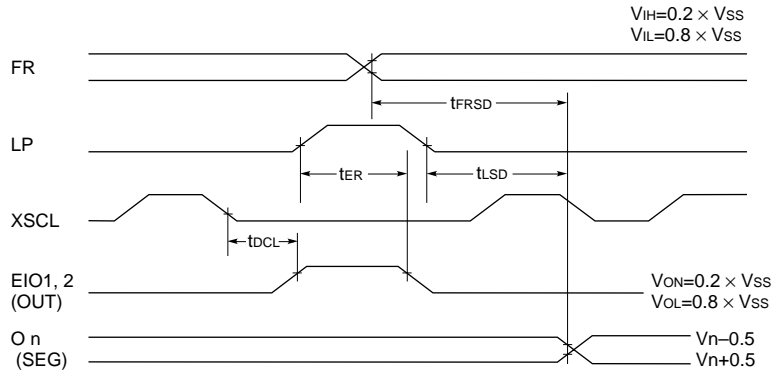 VIH=0.2 × VSS
VIL=0.8 × VSS
FR
tFRSD
LP
tER
tLSD
XSCL
tDCL
EIO1, 2
(OUT)
VON=0.2 × VSS
VOL=0.8 × VSS
O n
(SEG)
Vn–0.5
Vn+0.5